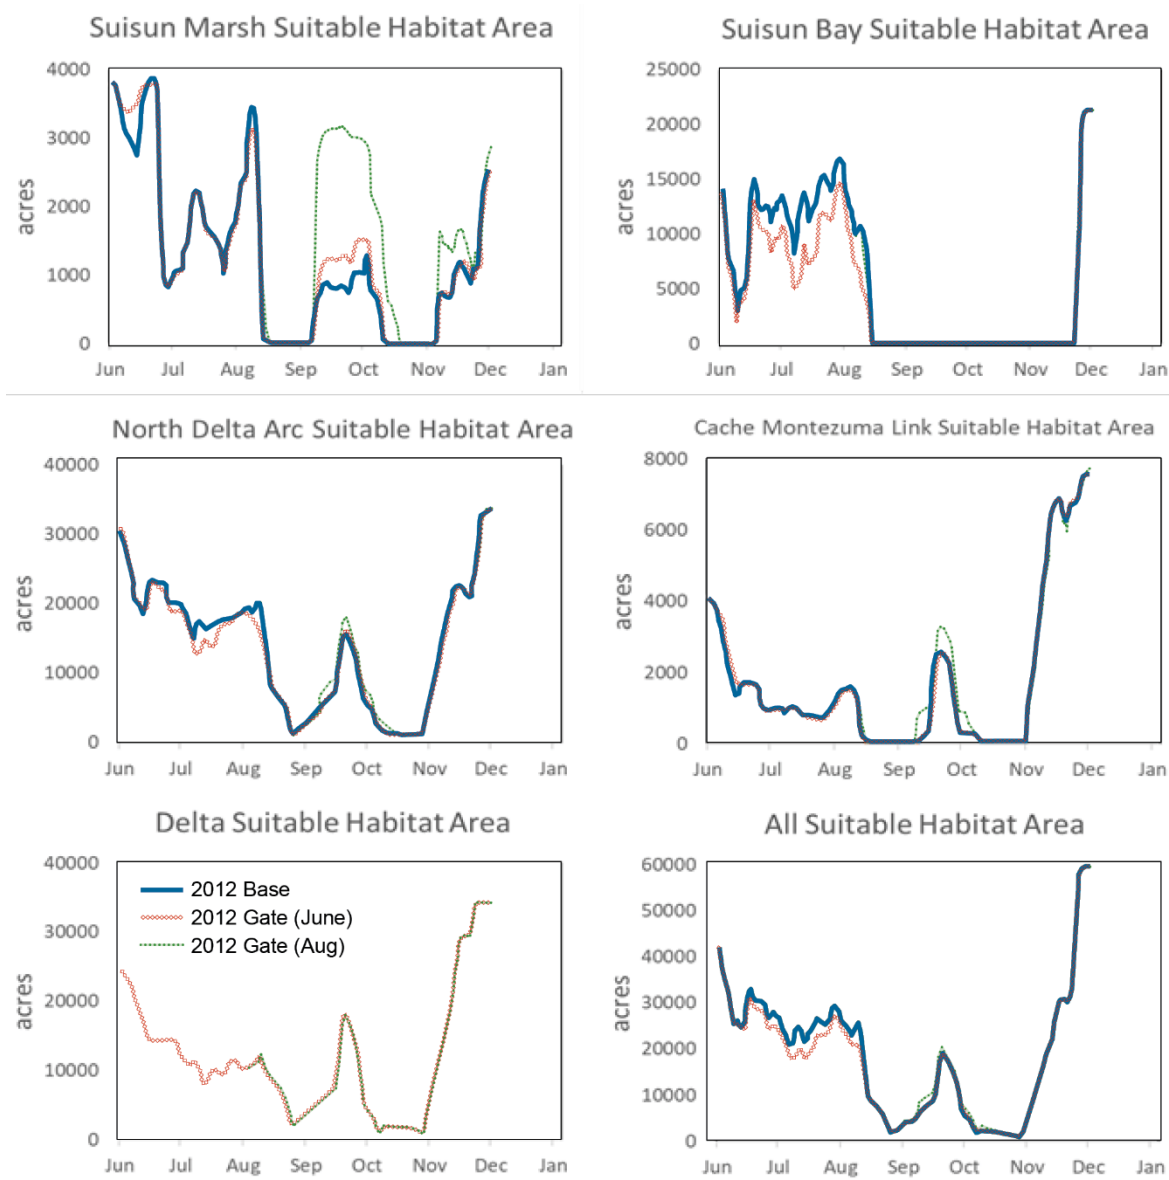 Suisun Marsh Suitable Habitat Area
acres
4000
3000
2000
1000
0
Jun Jul Aug Sep Oct Nov Dec Jan
Suisun Bay Suitable Habitat Area
acres
25000
20000
15000
10000
5000
0
Jun Jul Aug Sep Oct Nov Dec Jan
North Delta Arc Suitable Habitat Area
acres
40000
30000
20000
10000
0
Jun Jul Aug Sep Oct Nov Dec Jan
Cache Montezuma Link Suitable Habitat Area
acres
8000
6000
4000
2000
0
Jun Jul Aug Sep Oct Nov Dec Jan
Delta Suitable Habitat Area
acres
40000
30000
20000
10000
0
2012 Base
2012 Gate (June)
2012 Gate (Aug)
Jun Jul Aug Sep Oct Nov Dec Jan
All Suitable Habitat Area
acres
60000
50000
40000
30000
20000
10000
0
Jun Jul Aug Sep Oct Nov Dec Jan